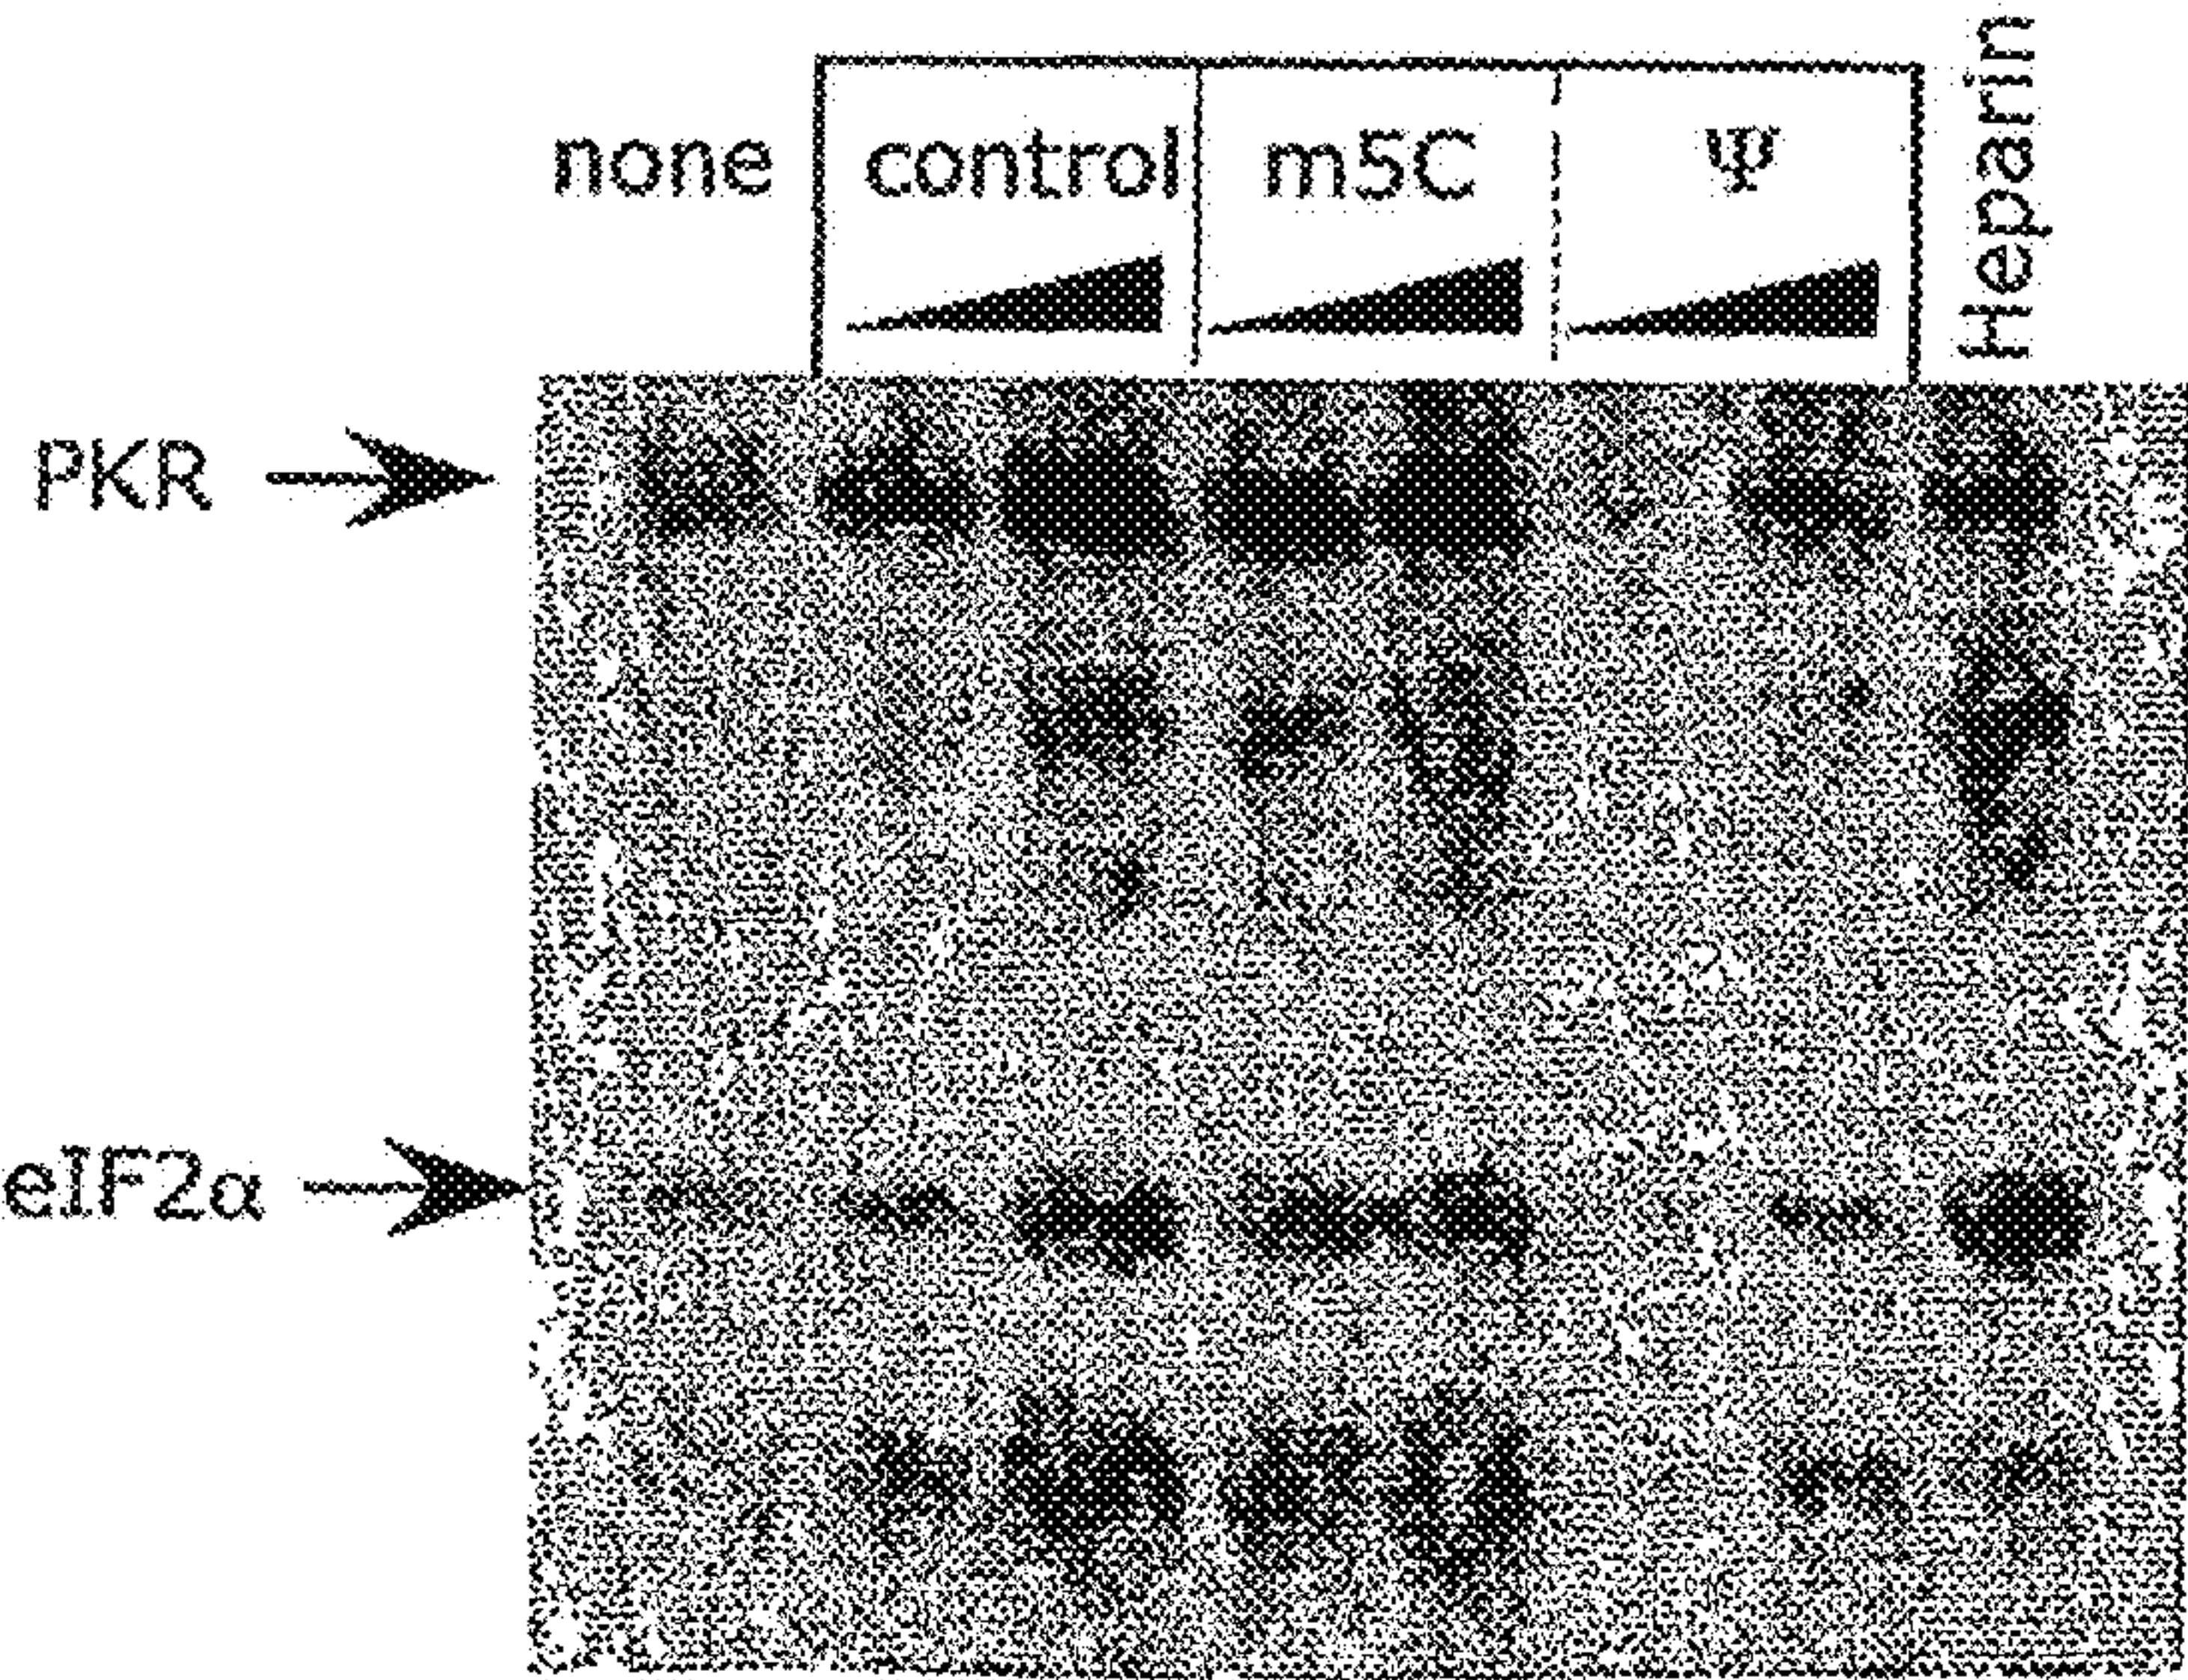 Heparin
none control m5C Ψ
PKR
eIF2α